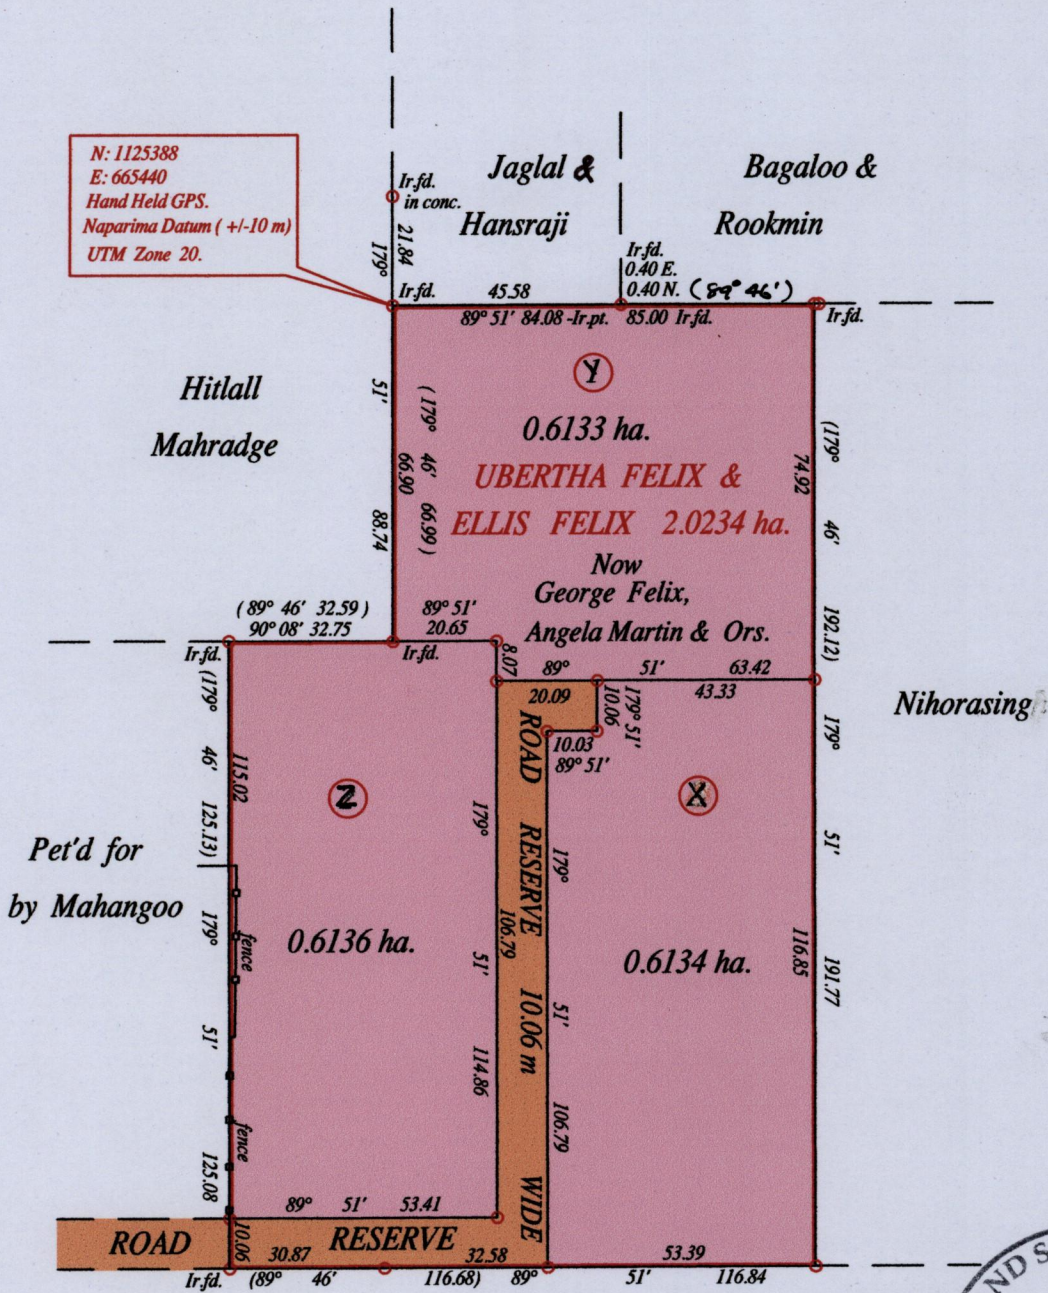 N: 1125388
E: 665440
Hand Held GPS.
Naparima Datum ( +/-10 m)
UTM Zone 20.
Ir.fd.
in conc.
21.84
179°
Jaglal &
Hansraji
Bagaloo &
Rookmin
Ir.fd.
0.40 E.
0.40 N. (89° 46')
Ir.fd.
45.58
89° 51' 84.08 -Ir.pt. 85.00 Ir.fd.
Ir.fd.
Hitlall
Mahradge
51'
88.74
(179° 46' 66.99)
66.90
Y
0.6133 ha.
UBERTHA FELIX &
ELLIS FELIX 2.0234 ha.
Now
George Felix,
Angela Martin & Ors.
74.92
(179° 46' 192.12)
(89° 46' 32.59)
90° 08' 32.75
89° 51'
20.65
Ir.fd.
Ir.fd.
8.07
89° 51' 63.42
20.09
43.33
10.06
179° 51'
10.03
89° 51'
Nihorasing
179° 51' 191.77
(179° 46' 125.13)
115.02
Z
X
Pet'd for
by Mahangoo
179° 51' 125.08
fence
fence
0.6136 ha.
0.6134 ha.
179° 51' 114.86
106.79
ROAD RESERVE 10.06 m WIDE
179° 51' 106.79
116.85
89° 51' 53.41
ROAD RESERVE
10.06
30.87
32.58
53.39
Ir.fd.
(89° 46' 116.68) 89° 51' 116.84
ND S